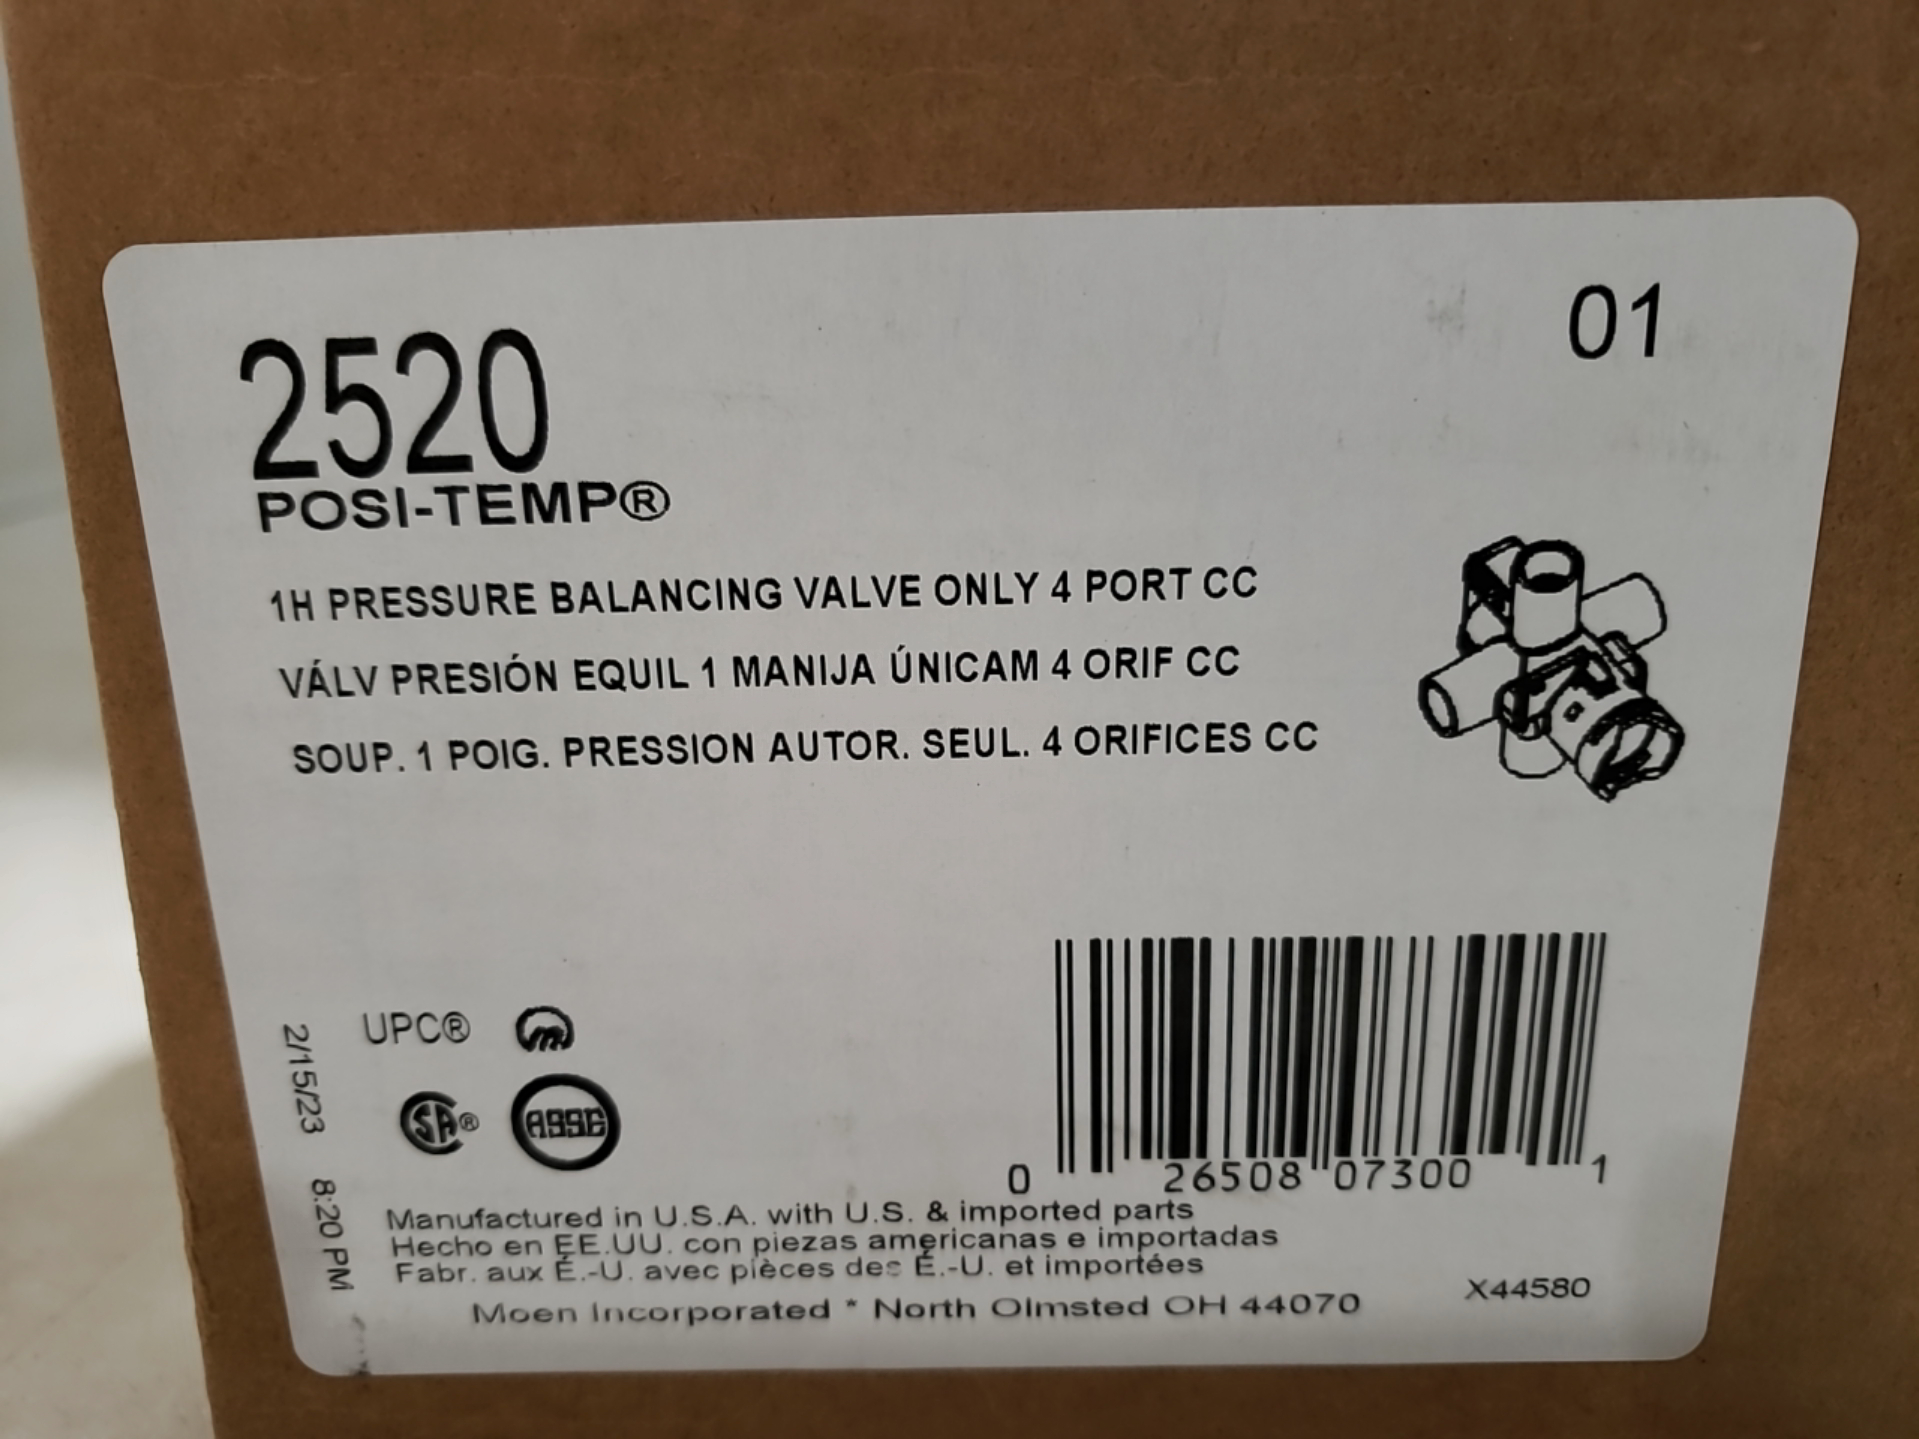 01
2520
POSI-TEMP®
1H PRESSURE BALANCING VALVE ONLY 4 PORT CC
VÁLV PRESIÓN EQUIL 1 MANIJA ÚNICAM 4 ORIF CC
SOUP. 1 POIG. PRESSION AUTOR. SEUL. 4 ORIFICES CC
UPC®
SA®
ASSE
2/15/23 8:20 PM
0 26508 07300 1
Manufactured in U.S.A. with U.S. & imported parts
Hecho en EE.UU. con piezas americanas e importadas
Fabr. aux É.-U. avec pièces des É.-U. et importées
X44580
Moen Incorporated * North Olmsted OH 44070